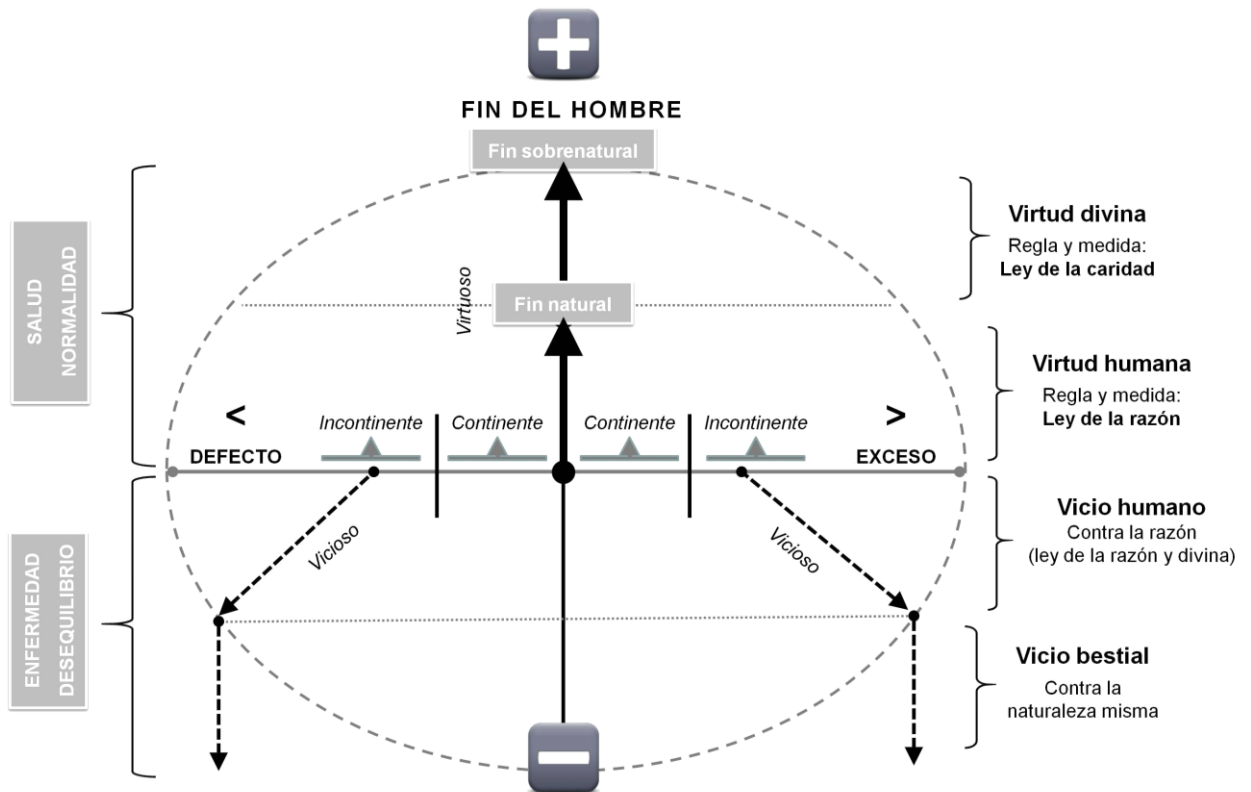 FIN DEL HOMBRE
Fin sobrenatural
SALUD
NORMALIDAD
Virtud divina
Regla y medida:
Ley de la caridad
Virtuoso
Fin natural
Virtud humana
Regla y medida:
Ley de la razón
<
>
Incontinente
Continente
Continente
Incontinente
DEFECTO
EXCESO
ENFERMEDAD
DESEQUILIBRIO
Vicioso
Vicioso
Vicio humano
Contra la razón
(ley de la razón y divina)
Vicio bestial
Contra la
naturaleza misma